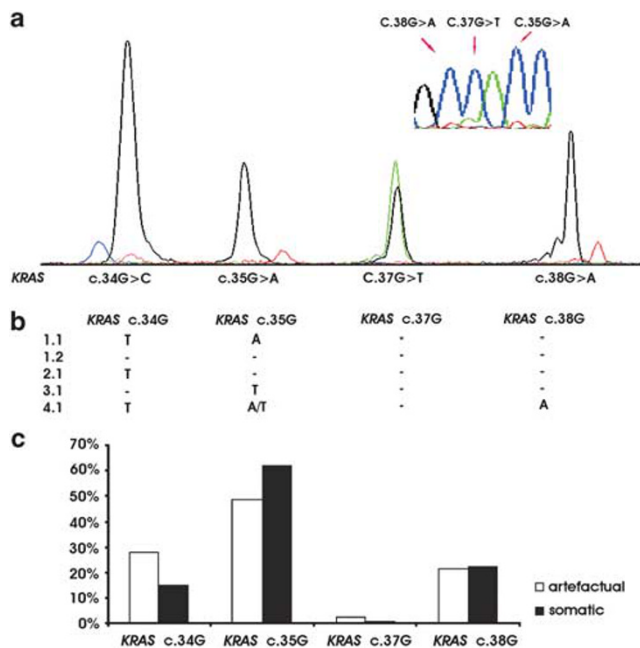 a
C.38G>A C.37G>T C.35G>A
KRAS c.34G>C c.35G>A C.37G>T c.38G>A
b
KRAS c.34G KRAS c.35G KRAS c.37G KRAS c.38G
1.1 T A - -
1.2 - - - -
2.1 T - - -
3.1 - T - -
4.1 T A/T - A
c
70%
60%
50%
40%
30%
20%
10%
0%
KRAS c.34G KRAS c.35G KRAS c.37G KRAS c.38G
artefactual
somatic